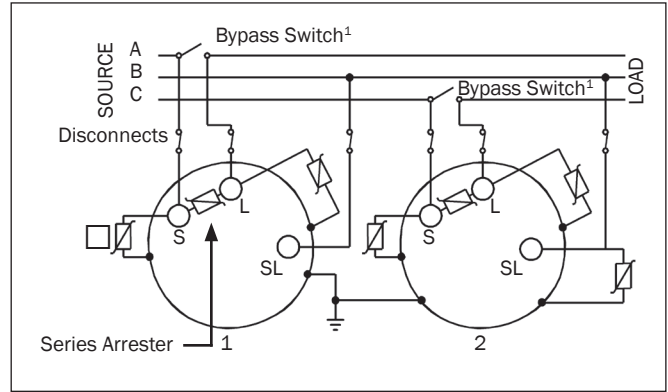 SOURCE
A
B
C
Bypass Switch¹
Bypass Switch¹
LOAD
Disconnects
L
S
SL
L
S
SL
Series Arrester
1
2